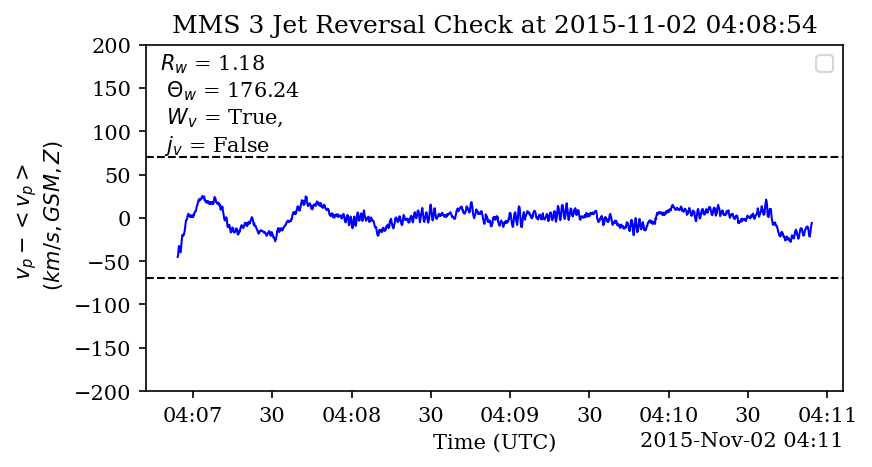 MMS 3 Jet Reversal Check at 2015-11-02 04:08:54
200
150
100
50
0
−50
−100
−150
−200
v_p − < v_p >
(km/s, GSM, Z)
R_w = 1.18
Θ_w = 176.24
W_v = True,
j_v = False
04:07 30 04:08 30 04:09 30 04:10 30 04:11
Time (UTC) 2015-Nov-02 04:11